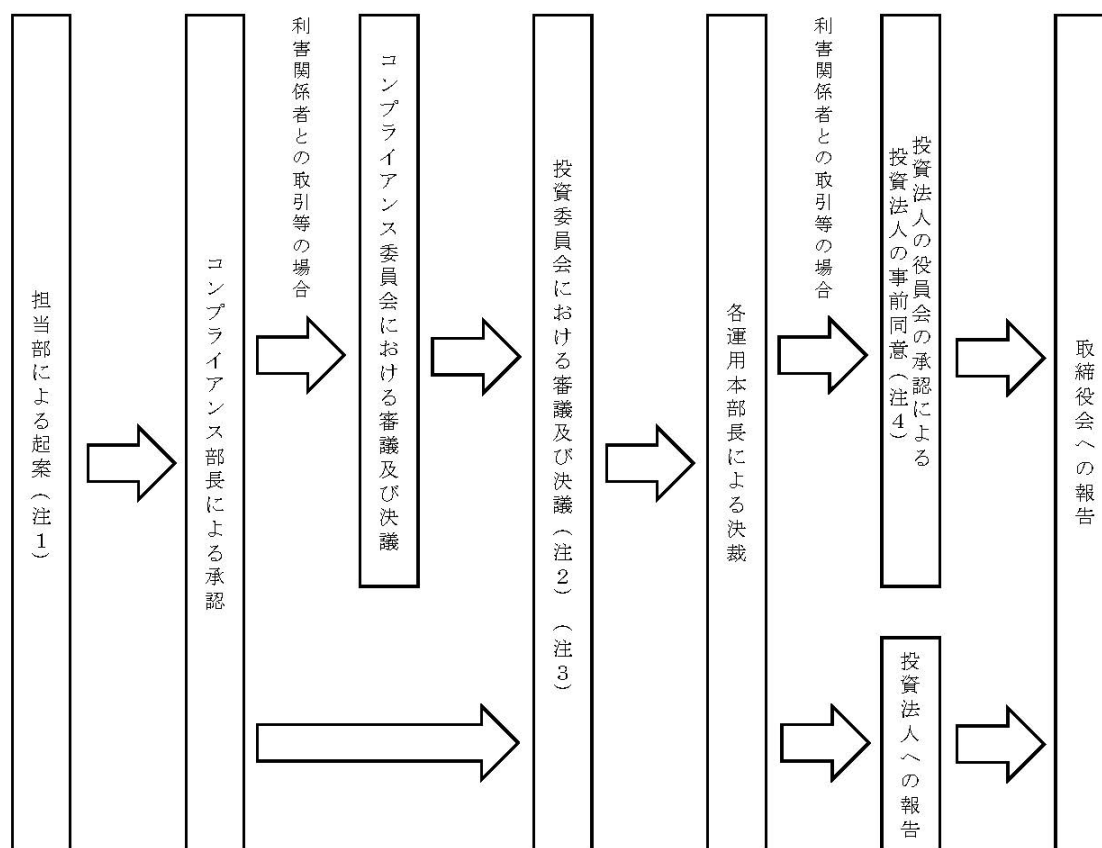 担当部による起案（注１）
コンプライアンス部長による承認
利害関係者との取引等の場合
コンプライアンス委員会における審議及び決議
投資委員会における審議及び決議（注２）（注３）
各運用本部長による決裁
利害関係者との取引等の場合
投資法人の役員会の承認による
投資法人の事前同意（注４）
投資法人への報告
取締役会への報告